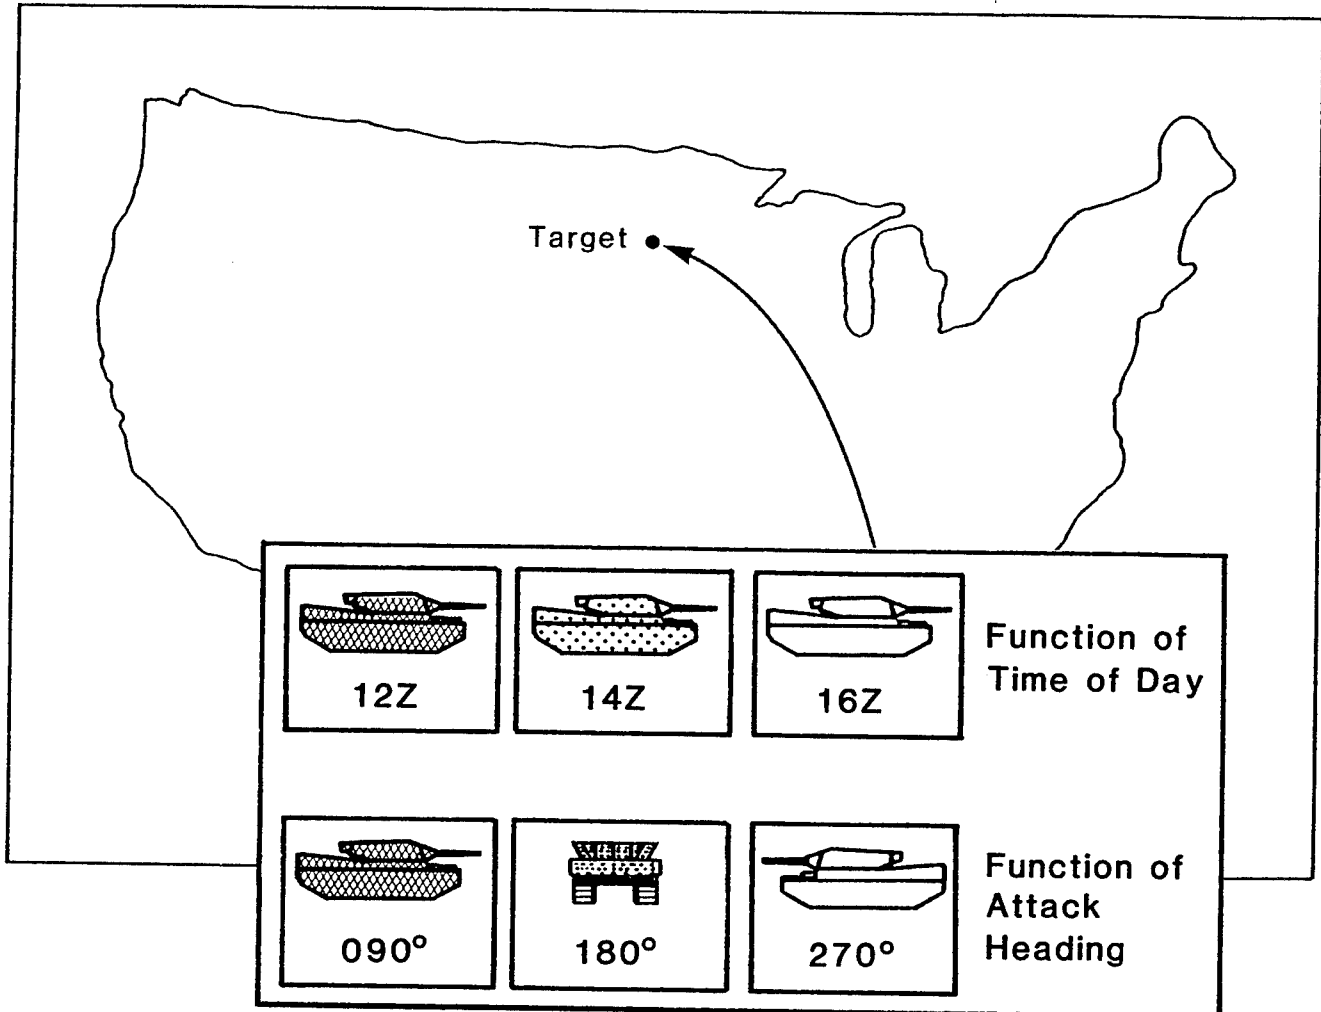 Target
12Z
14Z
16Z
Function of
Time of Day
090°
180°
270°
Function of
Attack
Heading